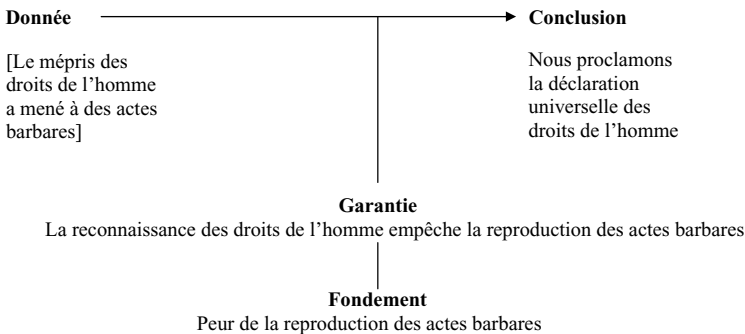 Donnée
Conclusion
[Le mépris des
droits de l'homme
a mené à des actes
barbares]
Nous proclamons
la déclaration
universelle des
droits de l'homme
Garantie
La reconnaissance des droits de l'homme empêche la reproduction des actes barbares
Fondement
Peur de la reproduction des actes barbares